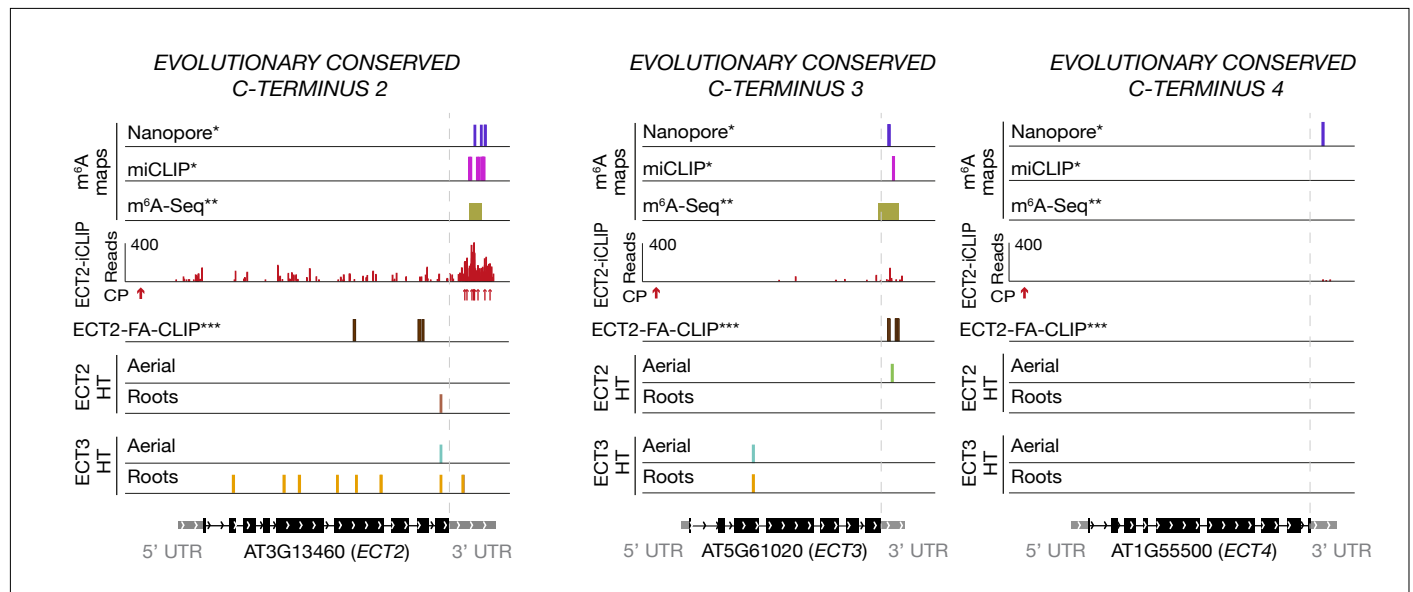 EVOLUTIONARY CONSERVED
C-TERMINUS 2
m⁶A
maps
Nanopore*
miCLIP*
m⁶A-Seq**
ECT2-iCLIP
Reads
400
CP
ECT2-FA-CLIP***
ECT2
HT
Aerial
Roots
ECT3
HT
Aerial
Roots
5' UTR
AT3G13460 (ECT2)
3' UTR
EVOLUTIONARY CONSERVED
C-TERMINUS 3
m⁶A
maps
Nanopore*
miCLIP*
m⁶A-Seq**
ECT2-iCLIP
Reads
400
CP
ECT2-FA-CLIP***
ECT2
HT
Aerial
Roots
ECT3
HT
Aerial
Roots
5' UTR
AT5G61020 (ECT3)
3' UTR
EVOLUTIONARY CONSERVED
C-TERMINUS 4
m⁶A
maps
Nanopore*
miCLIP*
m⁶A-Seq**
ECT2-iCLIP
Reads
400
CP
ECT2-FA-CLIP***
ECT2
HT
Aerial
Roots
ECT3
HT
Aerial
Roots
5' UTR
AT1G55500 (ECT4)
3' UTR